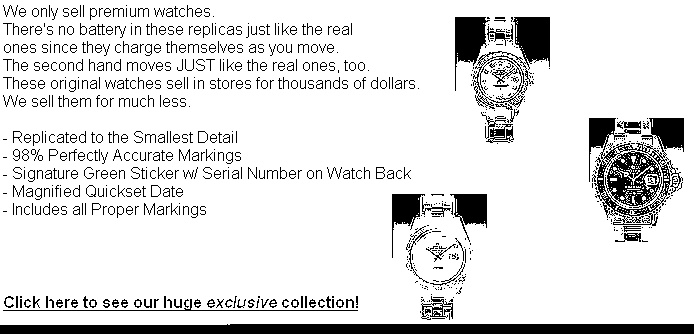 We only sell premium watches.
There's no battery in these replicas just like the real
ones since they charge themselves as you move.
The second hand moves JUST like the real ones, too.
These original watches sell in stores for thousands of dollars.
We sell them for much less.
- Replicated to the Smallest Detail
- 98% Perfectly Accurate Markings
- Signature Green Sticker w/ Serial Number on Watch Back
- Magnified Quickset Date
- Includes all Proper Markings
Click here to see our huge exclusive collection!